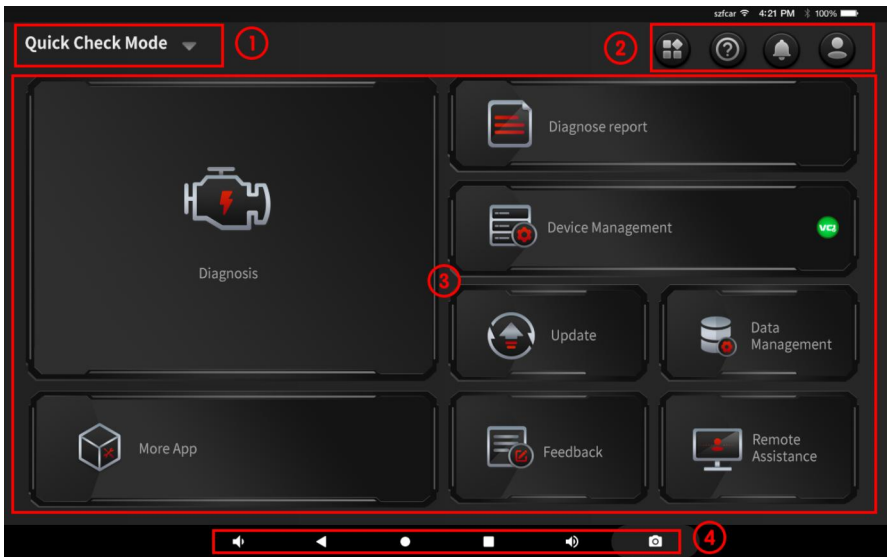 szfcar 4:21 PM 100%
Quick Check Mode
1
2
Diagnose report
Device Management
VCI
Diagnosis
3
Update
Data
Management
More App
Feedback
Remote
Assistance
4